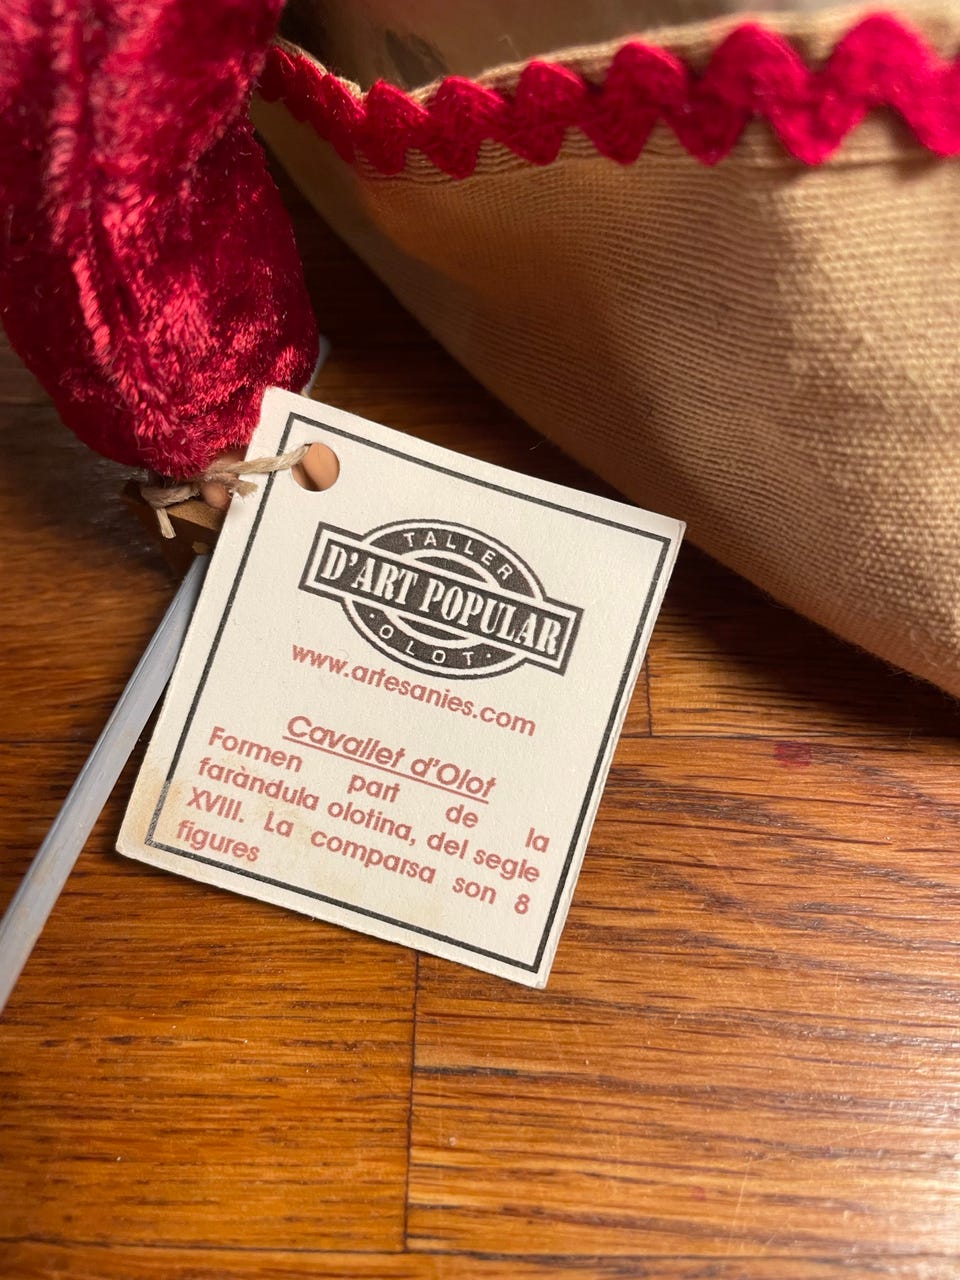 TALLER
D'ART POPULAR
·OLOT·
www.artesanies.com
Cavallet d'Olot
Formen part de la
faràndula olotina, del segle
XVIII. La comparsa son 8
figures